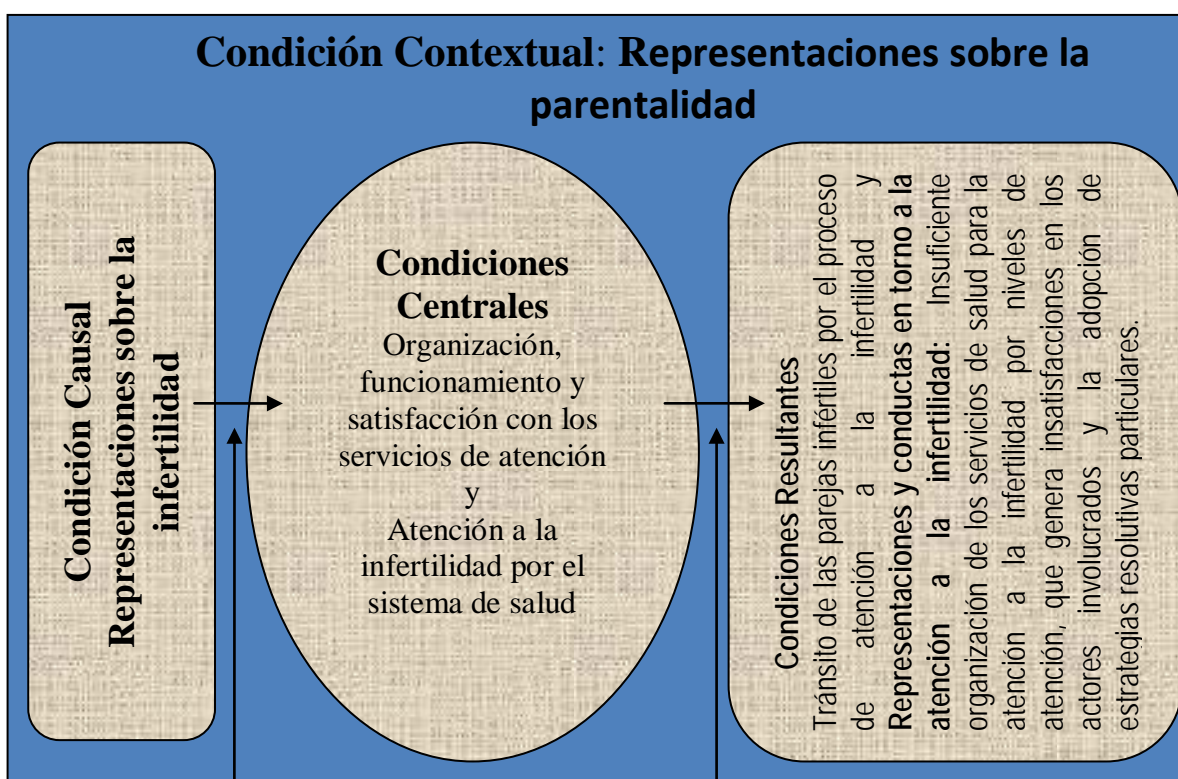 Condición Contextual: Representaciones sobre la
parentalidad
Condición Causal
Representaciones sobre la
infertilidad
Condiciones
Centrales
Organización,
funcionamiento y
satisfacción con los
servicios de atención
y
Atención a la
infertilidad por el
sistema de salud
Condiciones Resultantes
Tránsito de las parejas infértiles por el proceso
de atención a la infertilidad y
Representaciones y conductas en torno a la
atención a la infertilidad: Insuficiente
organización de los servicios de salud para la
atención a la infertilidad por niveles de
atención, que genera insatisfacciones en los
actores involucrados y la adopción de
estrategias resolutivas particulares.